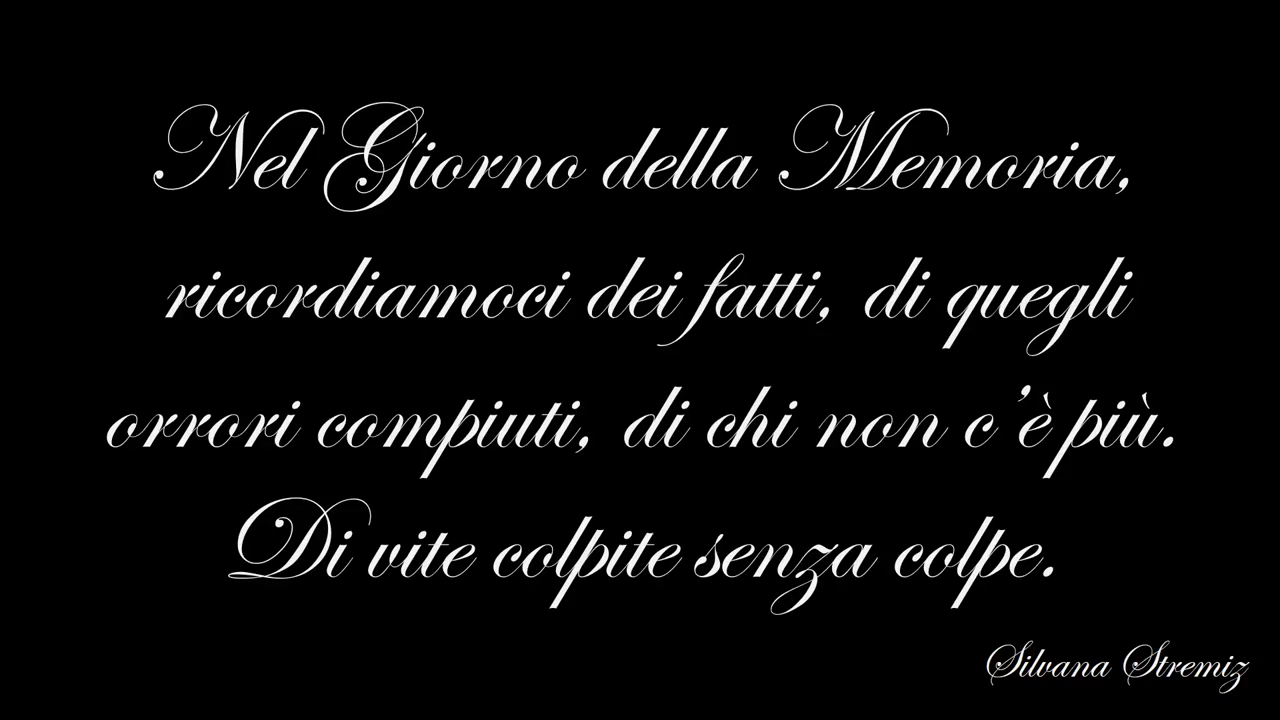 Nel Giorno della Memoria,
ricordiamoci dei fatti, di quegli
orrori compiuti, di chi non c'è più.
Di vite colpite senza colpe.
Silvana Stremiz